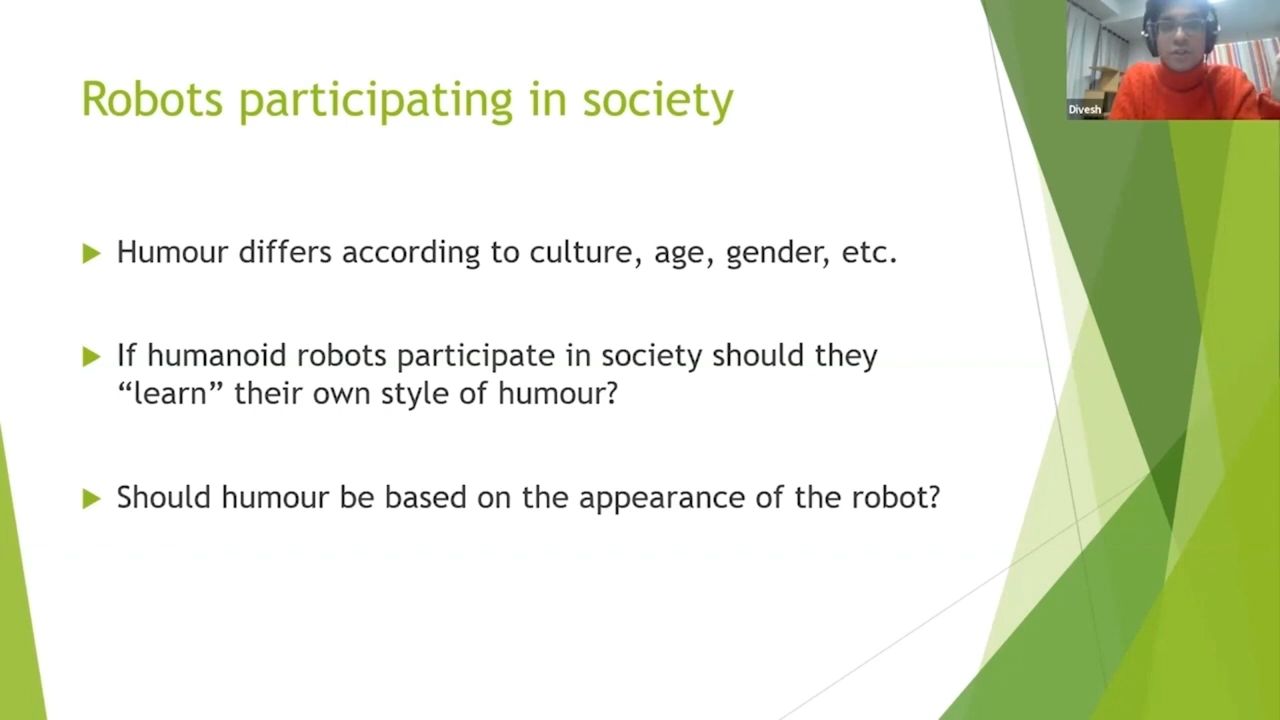 Robots participating in society
Divesh
Humour differs according to culture, age, gender, etc.
If humanoid robots participate in society should they
“learn” their own style of humour?
Should humour be based on the appearance of the robot?